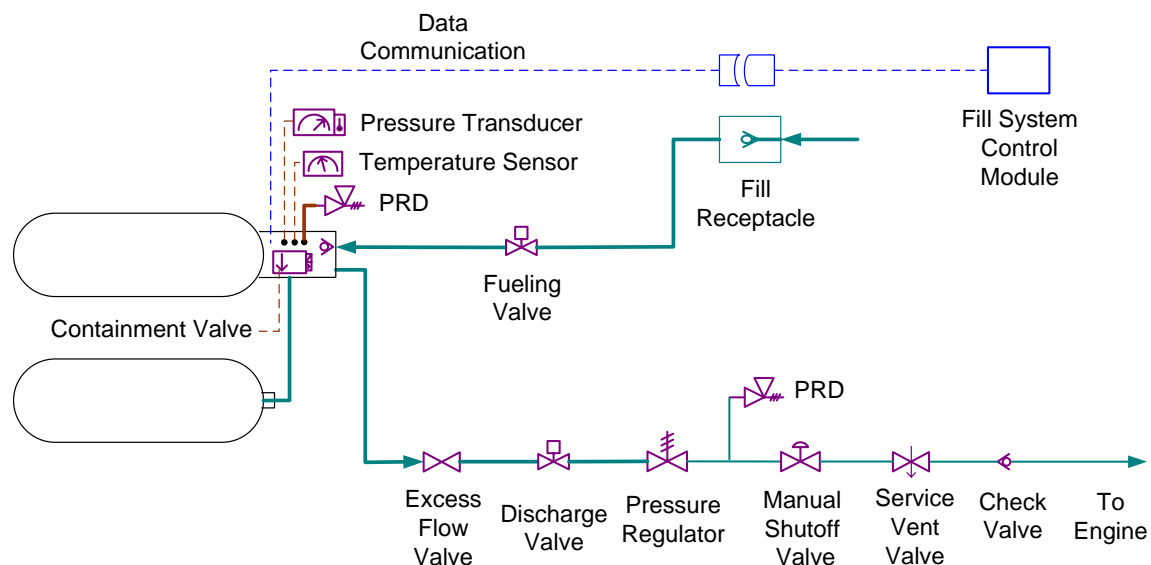 Data
Communication
Pressure Transducer
Temperature Sensor
PRD
Fill System
Control
Module
Fill
Receptacle
Fueling
Valve
Containment Valve
PRD
Excess
Flow
Valve
Discharge
Valve
Pressure
Regulator
Manual
Shutoff
Valve
Service
Vent
Valve
Check
Valve
To
Engine